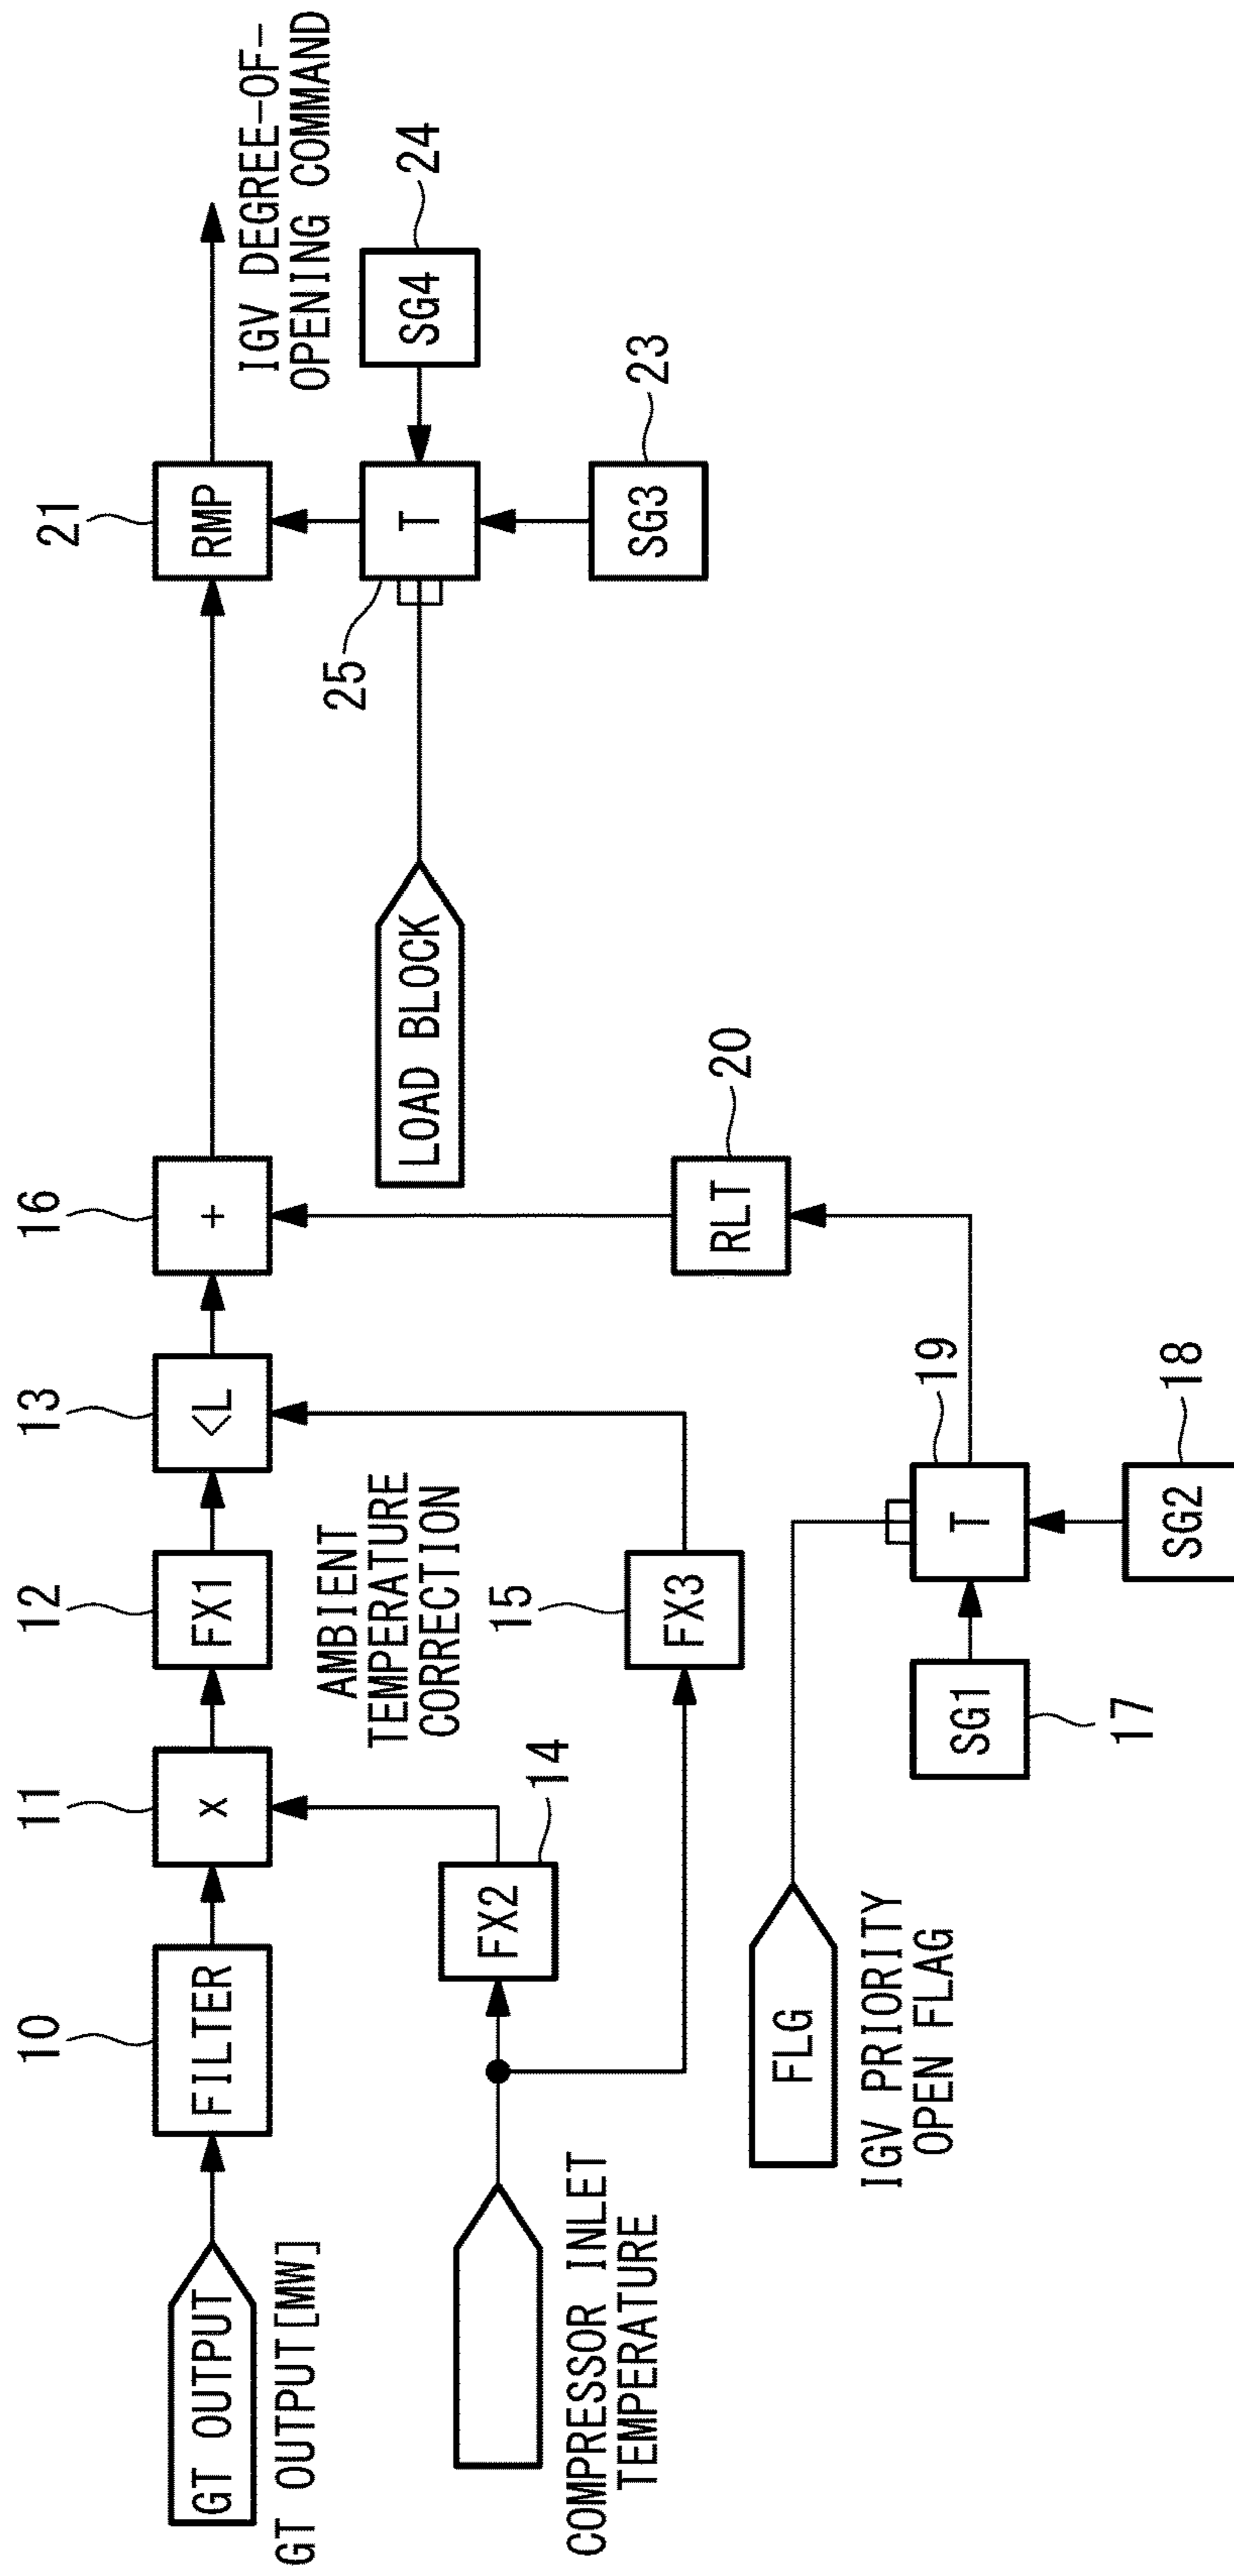 10
11
12
13
16
21
GT OUTPUT
FILTER
x
FX1
<L
+
RMP
GT OUTPUT[MW]
IGV DEGREE-OF-
OPENING COMMAND
AMBIENT
TEMPERATURE
CORRECTION
25
24
LOAD BLOCK
T
SG4
COMPRESSOR INLET
TEMPERATURE
FX2
14
15
FX3
SG3
23
RLT
20
FLG
IGV PRIORITY
OPEN FLAG
19
SG1
T
17
SG2
18